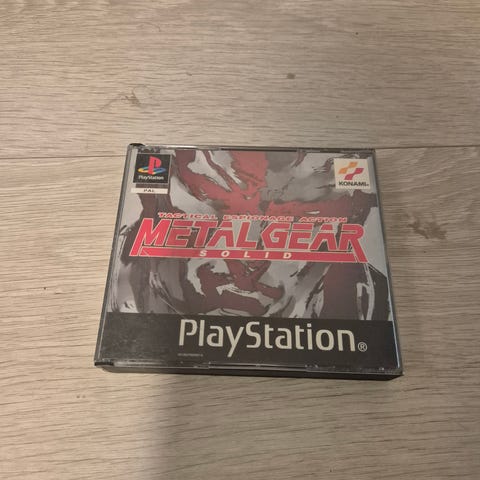 PlayStation
PAL
KONAMI
TACTICAL ESPIONAGE ACTION
METAL GEAR
SOLID
PlayStation®